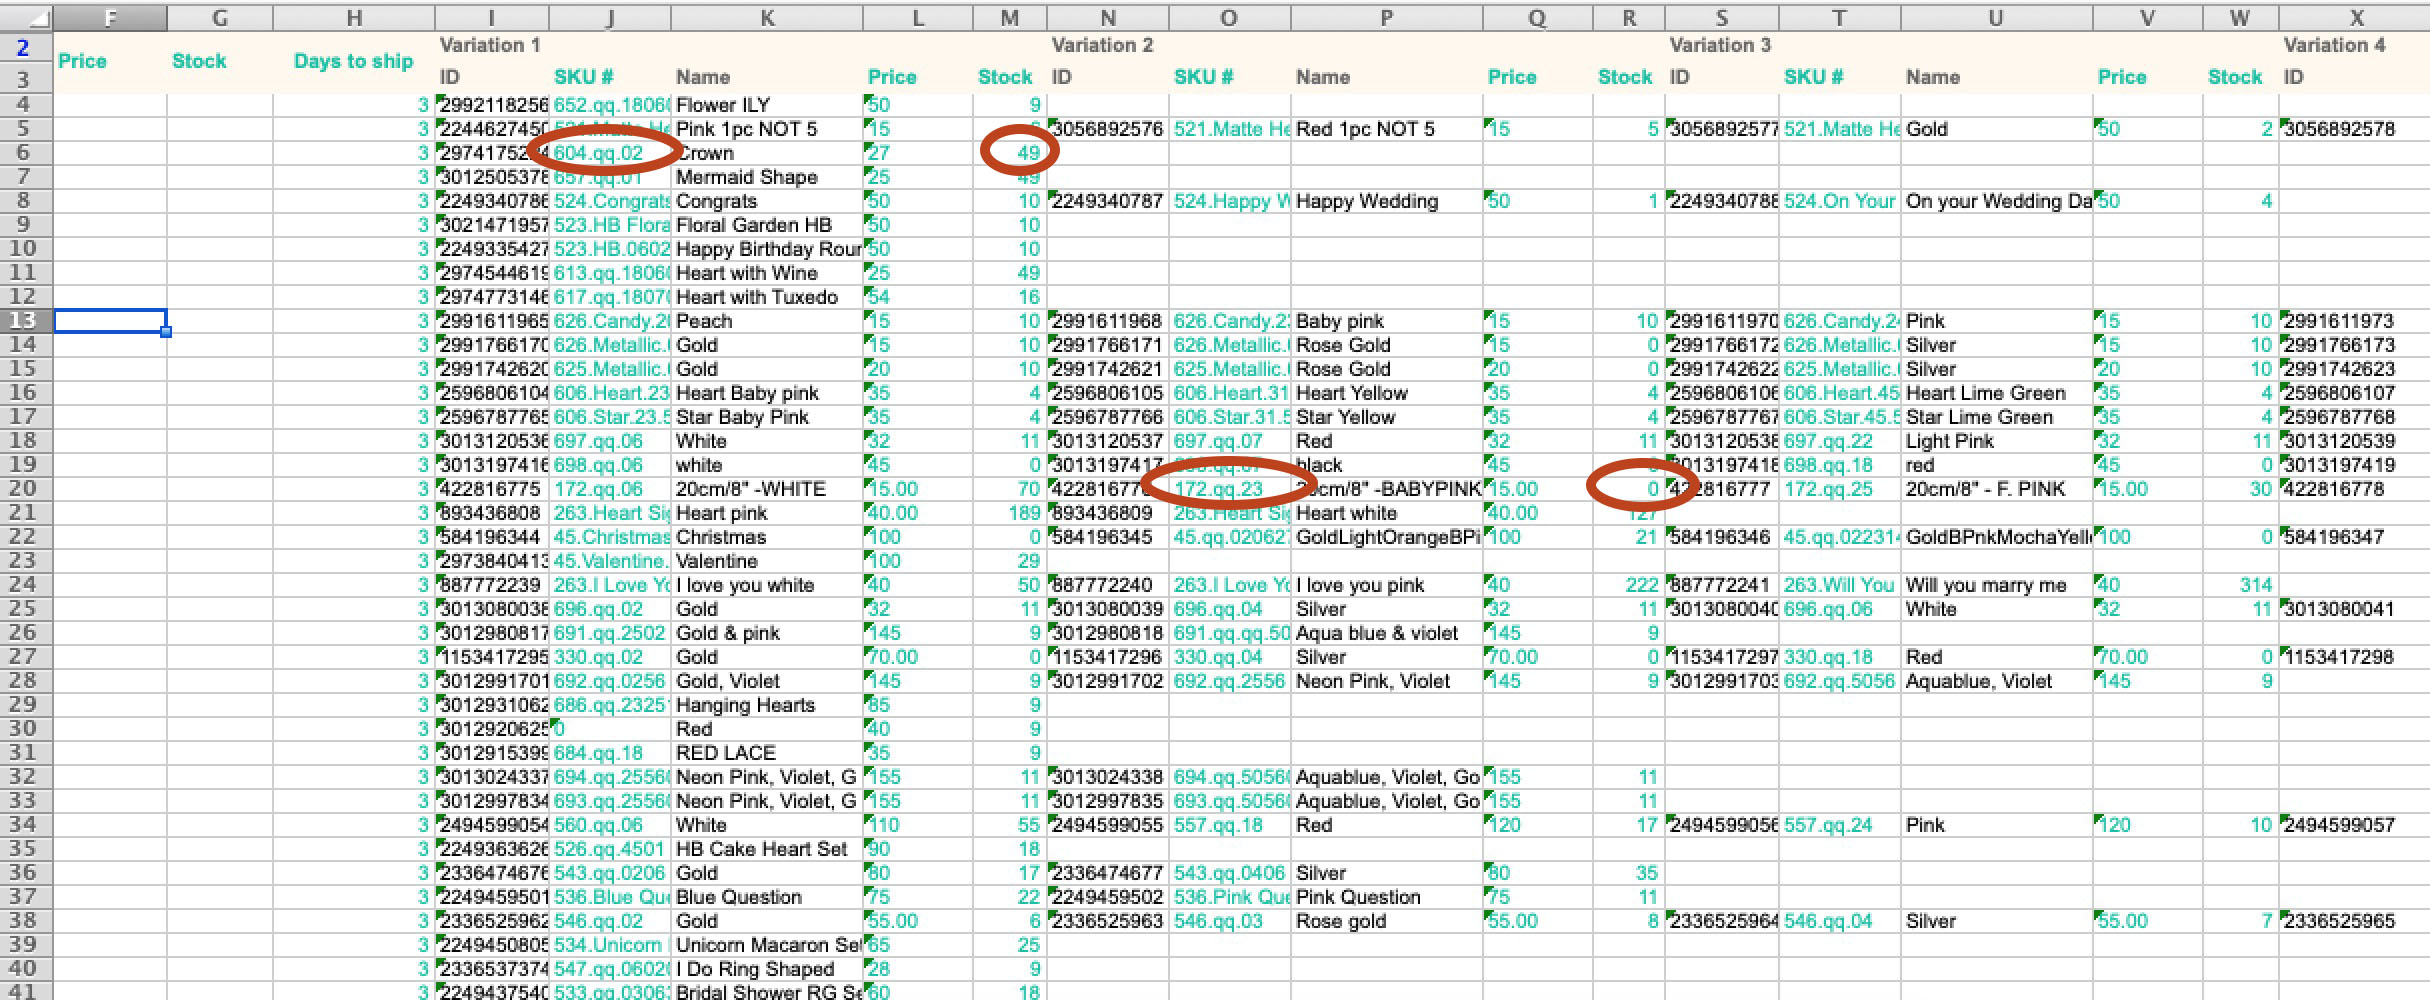 F G H I J K L M N O P Q R S T U V W X
2 Variation 1 Variation 2 Variation 3 Variation 4
Price Stock Days to ship
3 ID SKU # Name Price Stock ID SKU # Name Price Stock ID SKU # Name Price Stock ID
4 3 2992118256 652.qq.1806 Flower ILY 50 9
5 3 224462745 Pink 1pc NOT 5 15 3056892576 521.Matte He Red 1pc NOT 5 15 5 3056892577 521.Matte He Gold 50 2 3056892578
6 3 2974175 604.qq.02 Crown 27 49
7 3 3012505378 657.qq.01 Mermaid Shape 25 49
8 3 2249340786 524.Congrats Congrats 50 10 2249340787 524.Happy W Happy Wedding 50 1 2249340788 524.On Your On your Wedding Da 50 4
9 3 3021471957 523.HB Flora Floral Garden HB 50 10
10 3 2249335427 523.HB.0602 Happy Birthday Rour 50 10
11 3 2974544619 613.qq.1806 Heart with Wine 25 49
12 3 2974773146 617.qq.1807 Heart with Tuxedo 54 16
13 3 2991611965 626.Candy.2 Peach 15 10 2991611968 626.Candy.2 Baby pink 15 10 2991611970 626.Candy.2 Pink 15 10 2991611973
14 3 2991766170 626.Metallic. Gold 15 10 2991766171 626.Metallic. Rose Gold 15 0 2991766172 626.Metallic. Silver 15 10 2991766173
15 3 2991742620 625.Metallic. Gold 20 10 2991742621 625.Metallic. Rose Gold 20 0 2991742622 625.Metallic. Silver 20 10 2991742623
16 3 2596806104 606.Heart.23 Heart Baby pink 35 4 2596806105 606.Heart.31 Heart Yellow 35 4 2596806106 606.Heart.45 Heart Lime Green 35 4 2596806107
17 3 2596787765 606.Star.23.5 Star Baby Pink 35 4 2596787766 606.Star.31.5 Star Yellow 35 4 2596787767 606.Star.45.5 Star Lime Green 35 4 2596787768
18 3 3013120536 697.qq.06 White 32 11 3013120537 697.qq.07 Red 32 11 3013120538 697.qq.22 Light Pink 32 11 3013120539
19 3 3013197416 698.qq.06 white 45 0 3013197417 black 45 3013197418 698.qq.18 red 45 0 3013197419
20 3 422816775 172.qq.06 20cm/8" -WHITE 15.00 70 42281677 172.qq.23 20cm/8" -BABYPINK 15.00 0 422816777 172.qq.25 20cm/8" - F. PINK 15.00 30 422816778
21 3 893436808 263.Heart Sig Heart pink 40.00 189 893436809 263.Heart Sig Heart white 40.00 127
22 3 584196344 45.Christmas Christmas 100 0 584196345 45.qq.02062 GoldLightOrangeBPi 100 21 584196346 45.qq.022314 GoldBPnkMochaYell 100 0 584196347
23 3 2973840413 45.Valentine. Valentine 100 29
24 3 887772239 263.I Love Yo I love you white 40 50 887772240 263.I Love Yo I love you pink 40 222 887772241 263.Will You Will you marry me 40 314
25 3 3013080038 696.qq.02 Gold 32 11 3013080039 696.qq.04 Silver 32 11 3013080040 696.qq.06 White 32 11 3013080041
26 3 3012980817 691.qq.2502 Gold & pink 145 9 3012980818 691.qq.qq.50 Aqua blue & violet 145 9
27 3 1153417295 330.qq.02 Gold 70.00 0 1153417296 330.qq.04 Silver 70.00 0 1153417297 330.qq.18 Red 70.00 0 1153417298
28 3 3012991701 692.qq.0256 Gold, Violet 145 9 3012991702 692.qq.2556 Neon Pink, Violet 145 9 3012991703 692.qq.5056 Aquablue, Violet 145 9
29 3 3012931062 686.qq.2325 Hanging Hearts 85 9
30 3 3012920625 0 Red 40 9
31 3 3012915399 684.qq.18 RED LACE 35 9
32 3 3013024337 694.qq.2556 Neon Pink, Violet, G 155 11 3013024338 694.qq.5056 Aquablue, Violet, Go 155 11
33 3 3012997834 693.qq.2556 Neon Pink, Violet, G 155 11 3012997835 693.qq.5056 Aquablue, Violet, Go 155 11
34 3 2494599054 560.qq.06 White 110 55 2494599055 557.qq.18 Red 120 17 2494599056 557.qq.24 Pink 120 10 2494599057
35 3 2249363626 526.qq.4501 HB Cake Heart Set 90 18
36 3 2336474676 543.qq.0206 Gold 80 17 2336474677 543.qq.0406 Silver 80 35
37 3 2249459501 536.Blue Que Blue Question 75 22 2249459502 536.Pink Que Pink Question 75 11
38 3 2336525962 546.qq.02 Gold 55.00 6 2336525963 546.qq.03 Rose gold 55.00 8 2336525964 546.qq.04 Silver 55.00 7 2336525965
39 3 2249450805 534.Unicorn Unicorn Macaron Set 65 25
40 3 2336537374 547.qq.0602 I Do Ring Shaped 28 9
41 3 2249437540 533.qq.0306 Bridal Shower RG Se 60 18